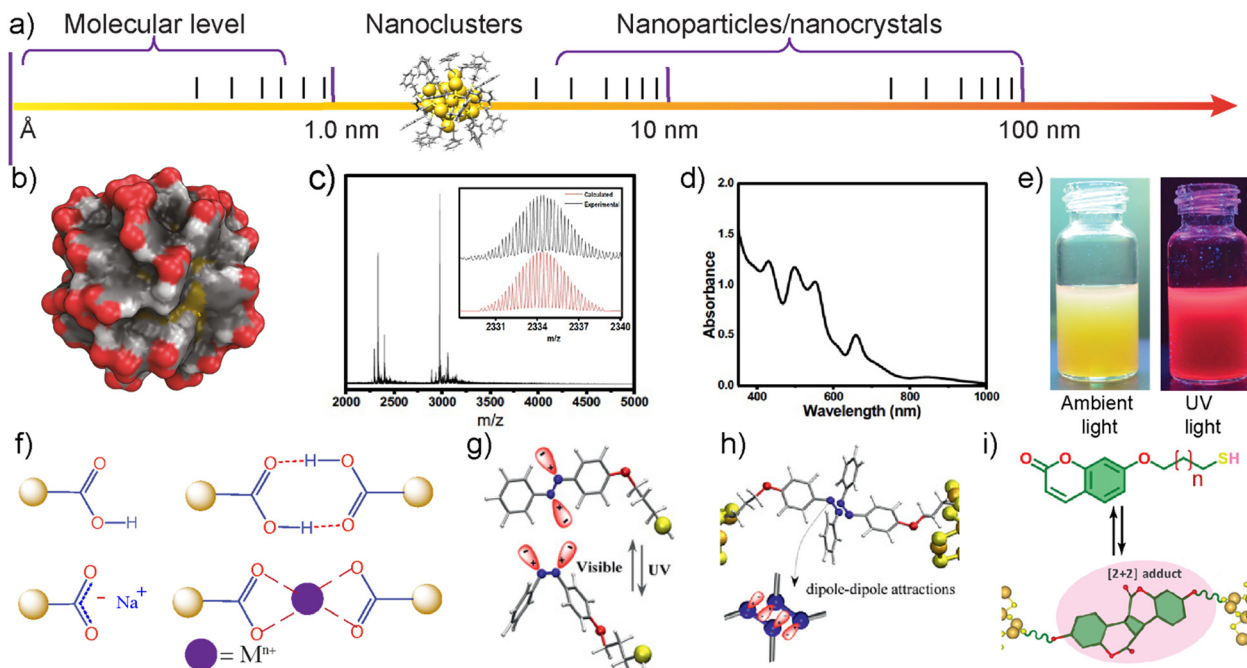 a)
Molecular level
Nanoclusters
Nanoparticles/nanocrystals
Å
1.0 nm
10 nm
100 nm
b)
c)
Calculated
Experimental
2331
2334
2337
2340
m/z
2000
2500
3000
3500
4000
4500
5000
m/z
d)
Absorbance
2.0
1.5
1.0
0.5
0.0
400
500
600
700
800
900
1000
Wavelength (nm)
e)
Ambient
light
UV
light
f)
O
O
H
O
H
O
O
H
O
O
O
Na⁺
−
O
O
O
O
= Mⁿ⁺
g)
Visible
UV
h)
dipole-dipole attractions
i)
O
O
O
n
SH
[2+2] adduct